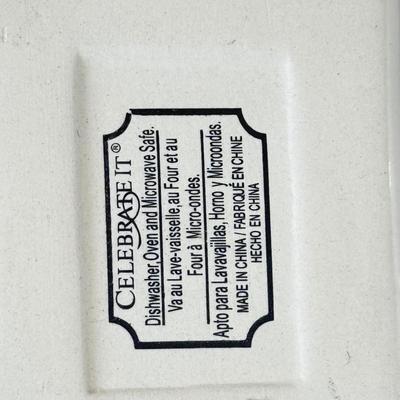 CELEBRATE IT®
Dishwasher,Oven and Microwave Safe.
Va au Lave-vaisselle,au Four et au
Four à Micro-ondes.
Apto para Lavavajillas, Horno y Microondas.
MADE IN CHINA / FABRIQUÉ EN CHINE
HECHO EN CHINA